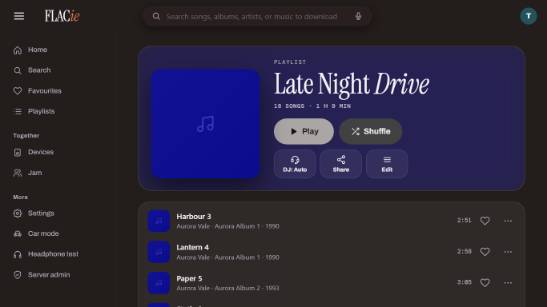 FLACie
Search songs, albums, artists, or music to download
T
Home
Search
Favourites
Playlists
Together
Devices
Jam
More
Settings
Car mode
Headphone test
Server admin
PLAYLIST
Late Night Drive
18 SONGS · 1 H 0 MIN
Play
Shuffle
DJ: Auto
Share
Edit
Harbour 3
Aurora Vale · Aurora Album 1 · 1990
2:51
Lantern 4
Aurora Vale · Aurora Album 1 · 1990
2:58
Paper 5
Aurora Vale · Aurora Album 2 · 1993
3:05